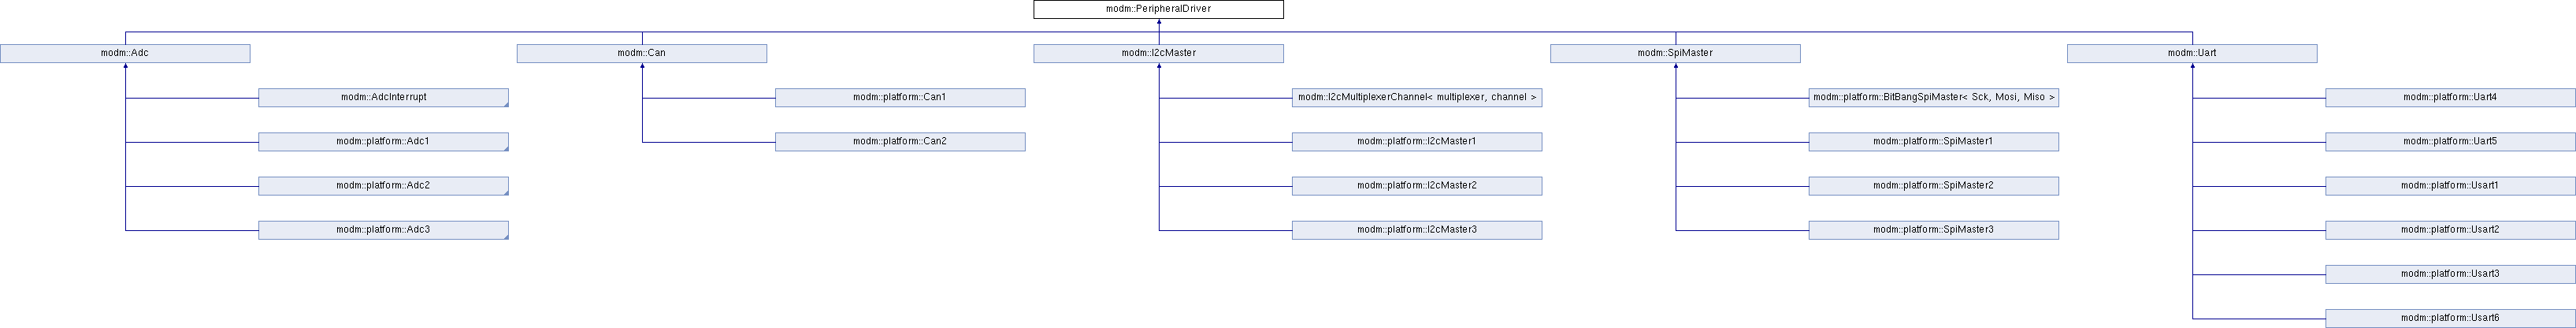 modm::PeripheralDriver
modm::Adc
modm::Can
modm::I2cMaster
modm::SpiMaster
modm::Uart
modm::AdcInterrupt
modm::platform::Can1
modm::I2cMultiplexerChannel< multiplexer, channel >
modm::platform::BitBangSpiMaster< Sck, Mosi, Miso >
modm::platform::Uart4
modm::platform::Adc1
modm::platform::Can2
modm::platform::I2cMaster1
modm::platform::SpiMaster1
modm::platform::Uart5
modm::platform::Adc2
modm::platform::I2cMaster2
modm::platform::SpiMaster2
modm::platform::Usart1
modm::platform::Adc3
modm::platform::I2cMaster3
modm::platform::SpiMaster3
modm::platform::Usart2
modm::platform::Usart3
modm::platform::Usart6